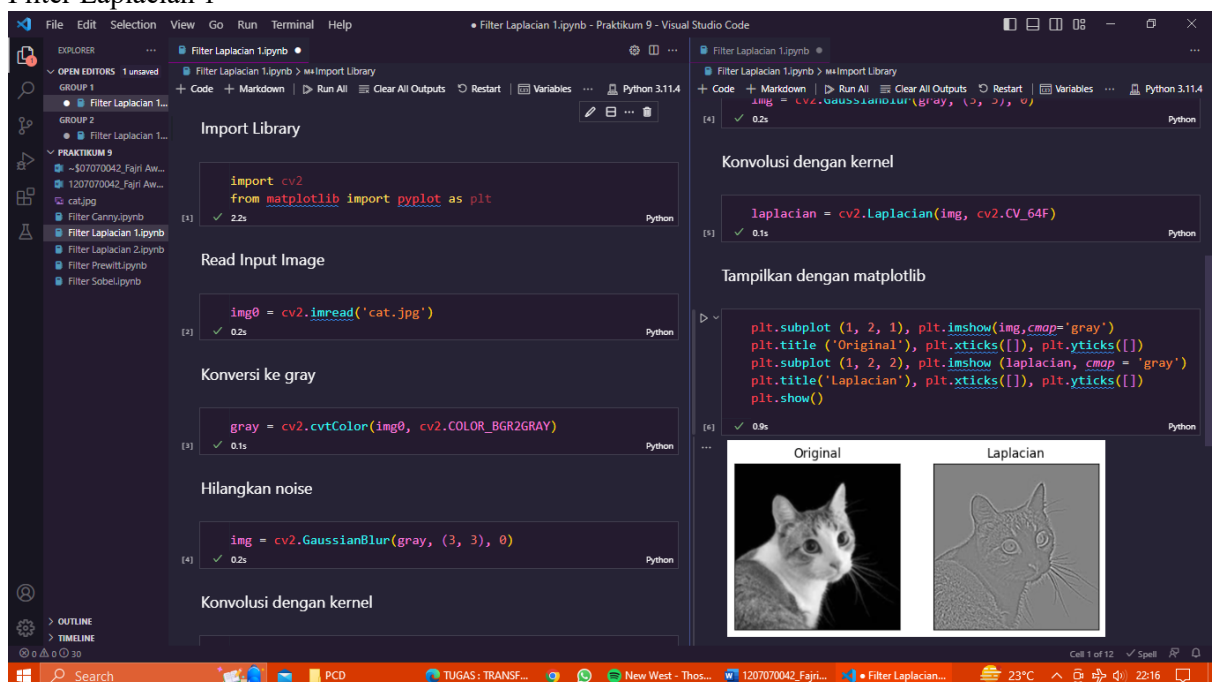 Filter Laplacian 1
File Edit Selection View Go Run Terminal Help
● Filter Laplacian 1.ipynb - Praktikum 9 - Visual Studio Code
EXPLORER ...
OPEN EDITORS 1 unsaved
GROUP 1
● Filter Laplacian 1...
GROUP 2
● Filter Laplacian 1...
PRAKTIKUM 9
~$07070042_Fajri Aw...
1207070042_Fajri Aw...
cat.jpg
Filter Canny.ipynb
Filter Laplacian 1.ipynb
Filter Laplacian 2.ipynb
Filter Prewitt.ipynb
Filter Sobel.ipynb
OUTLINE
TIMELINE
Filter Laplacian 1.ipynb ●
Filter Laplacian 1.ipynb > M↓ Import Library
+ Code + Markdown | Run All Clear All Outputs Restart | Variables ... Python 3.11.4
Import Library
import cv2
from matplotlib import pyplot as plt
[1] ✓ 2.2s Python
Read Input Image
img0 = cv2.imread('cat.jpg')
[2] ✓ 0.2s Python
Konversi ke gray
gray = cv2.cvtColor(img0, cv2.COLOR_BGR2GRAY)
[3] ✓ 0.1s Python
Hilangkan noise
img = cv2.GaussianBlur(gray, (3, 3), 0)
[4] ✓ 0.2s Python
Konvolusi dengan kernel
Filter Laplacian 1.ipynb ●
Filter Laplacian 1.ipynb > M↓ Import Library
+ Code + Markdown | Run All Clear All Outputs Restart | Variables ... Python 3.11.4
img = cv2.GaussianBlur(gray, (3, 3), 0)
[4] ✓ 0.2s Python
Konvolusi dengan kernel
laplacian = cv2.Laplacian(img, cv2.CV_64F)
[5] ✓ 0.1s Python
Tampilkan dengan matplotlib
plt.subplot (1, 2, 1), plt.imshow(img,cmap='gray')
plt.title ('Original'), plt.xticks([]), plt.yticks([])
plt.subplot (1, 2, 2), plt.imshow (laplacian, cmap = 'gray')
plt.title('Laplacian'), plt.xticks([]), plt.yticks([])
plt.show()
[6] ✓ 0.9s Python
Original Laplacian
0 0 30
Cell 1 of 12 ✓ Spell
Search PCD TUGAS : TRANSF... New West - Thos... 1207070042_Fajri... ● Filter Laplacian... 23°C 22:16